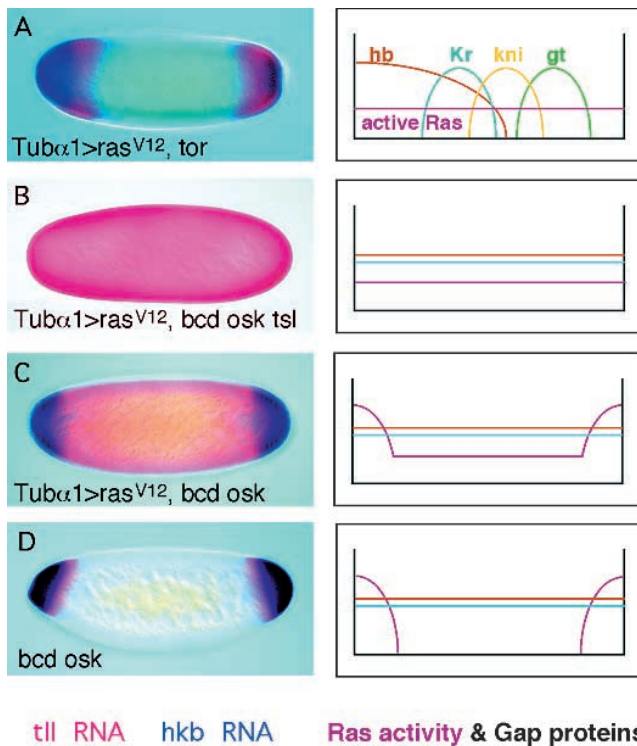 A
Tubα1>ras^V12, tor
hb Kr kni gt
active Ras
B
Tubα1>ras^V12, bcd osk tsl
C
Tubα1>ras^V12, bcd osk
D
bcd osk
tll RNA hkb RNA Ras activity & Gap proteins